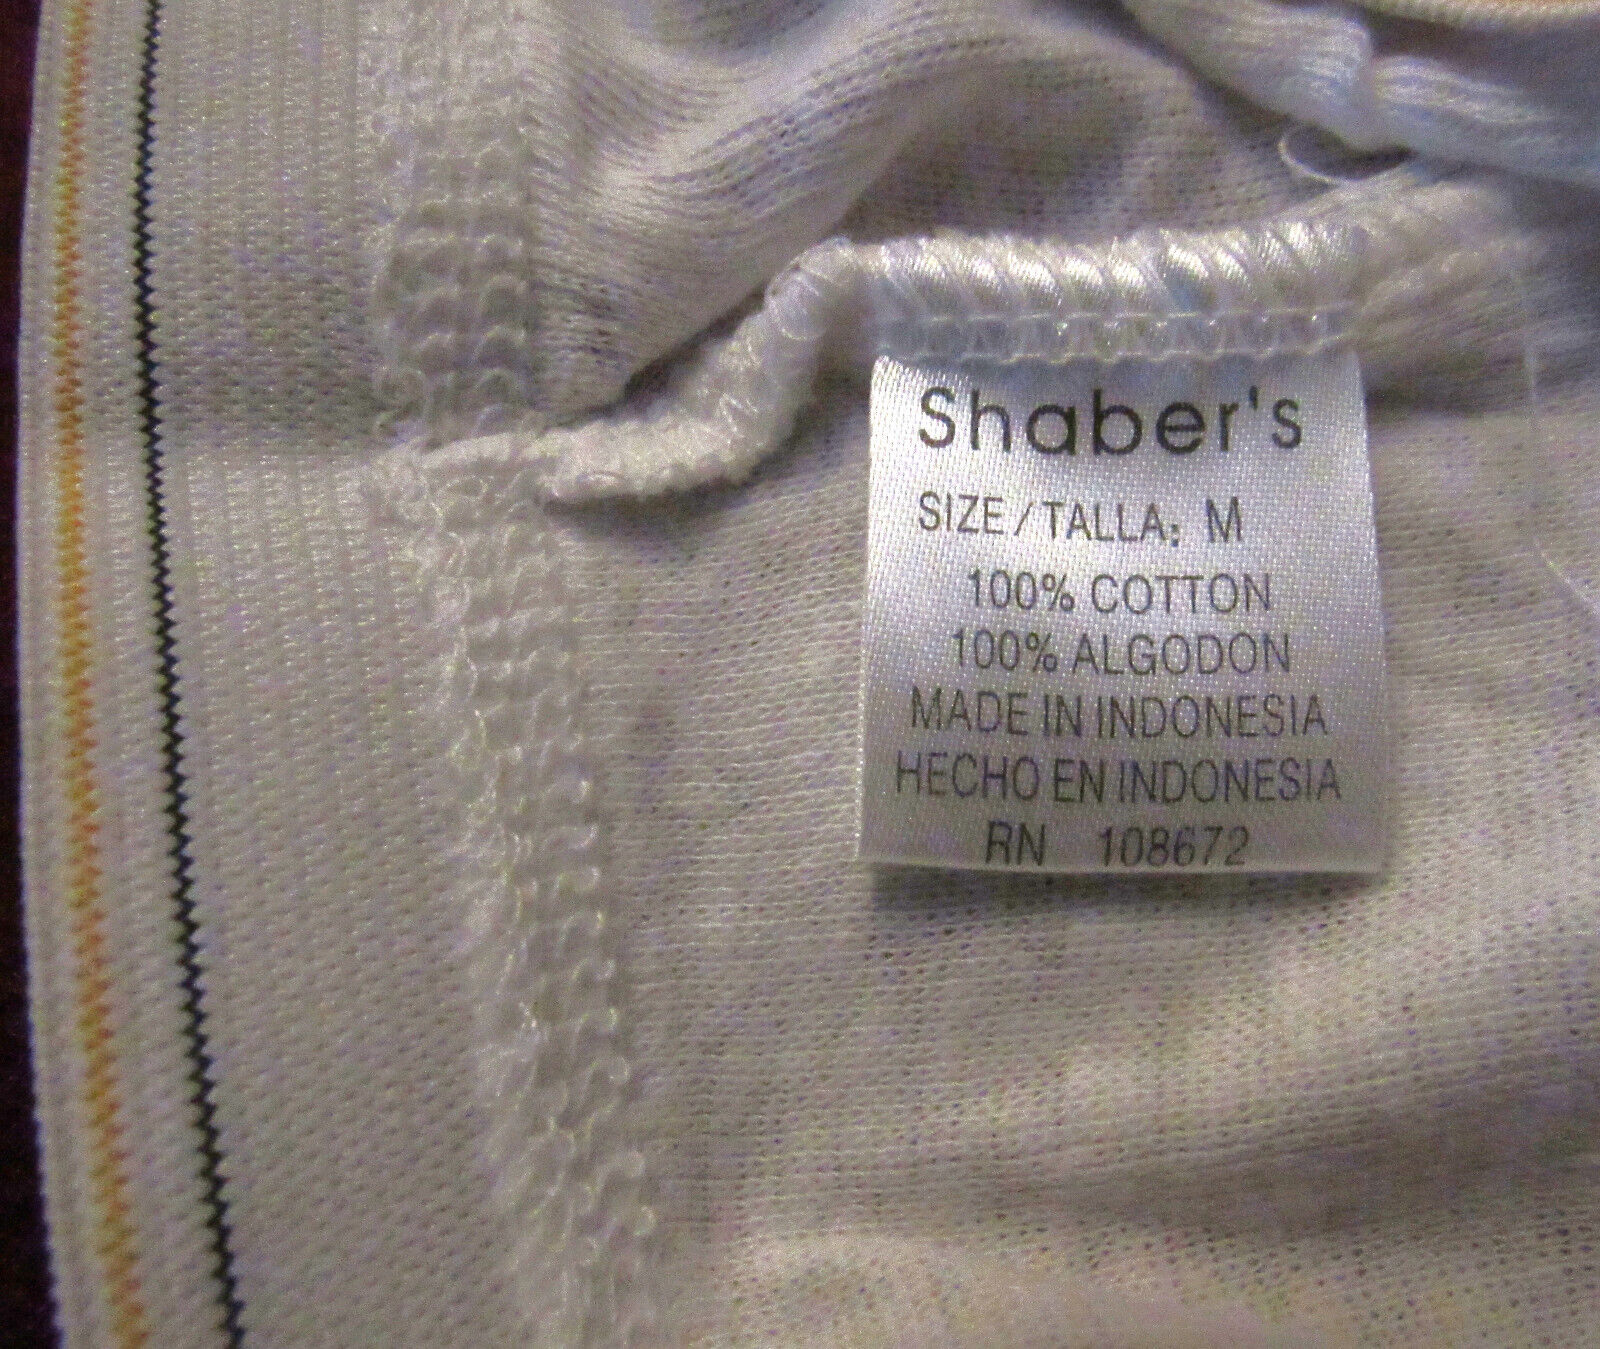 Shaber's
SIZE/TALLA: M
100% COTTON
100% ALGODON
MADE IN INDONESIA
HECHO EN INDONESIA
RN 108672